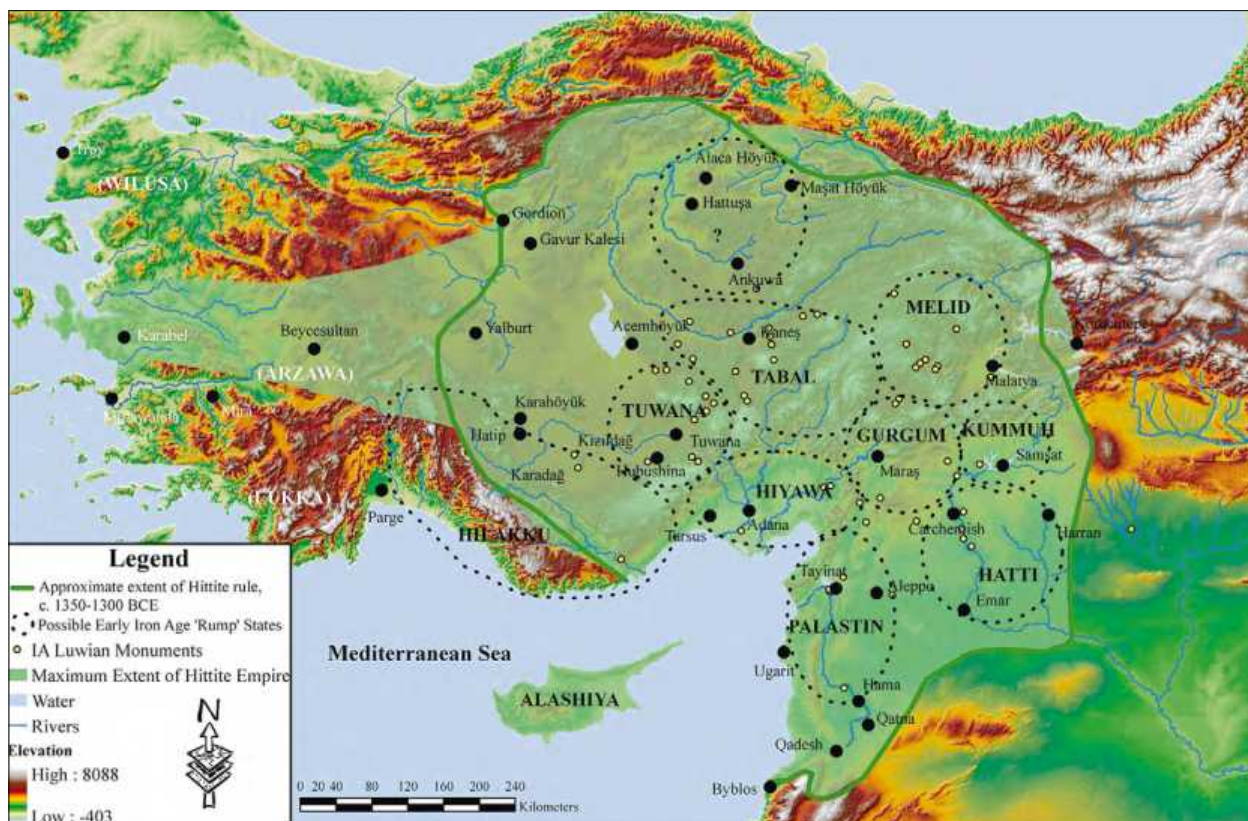 Alaca Höyük
Maşat Höyük
Troy
(WILUSA)
Hattuşa
Gordion
?
Gavur Kalesi
Ankuwa
MELID
Karabel
Beycesultan
Yalburt
Acemhöyük
Kaneş
TABAL
Malatya
(ARZAWA)
Mira
Karahöyük
TUWANA
Hatip
Kızıldağ
Tuwana
GURGUM
KUMMUH
Karadağ
Hubushina
Maraş
Samsat
(LUKKA)
Parge
HIYAWA
HILAKKU
Tarsus
Adana
Carchemish
Harran
Tayinat
Aleppo
HATTI
Emar
PALASTIN
Mediterranean Sea
Ugarit
ALASHIYA
Hama
Qatna
Qadesh
Byblos
Legend
Approximate extent of Hittite rule,
c. 1350-1300 BCE
Possible Early Iron Age 'Rump' States
IA Luwian Monuments
Maximum Extent of Hittite Empire
Water
Rivers
Elevation
High : 8088
Low : -403
N
0 20 40 80 120 160 200 240
Kilometers